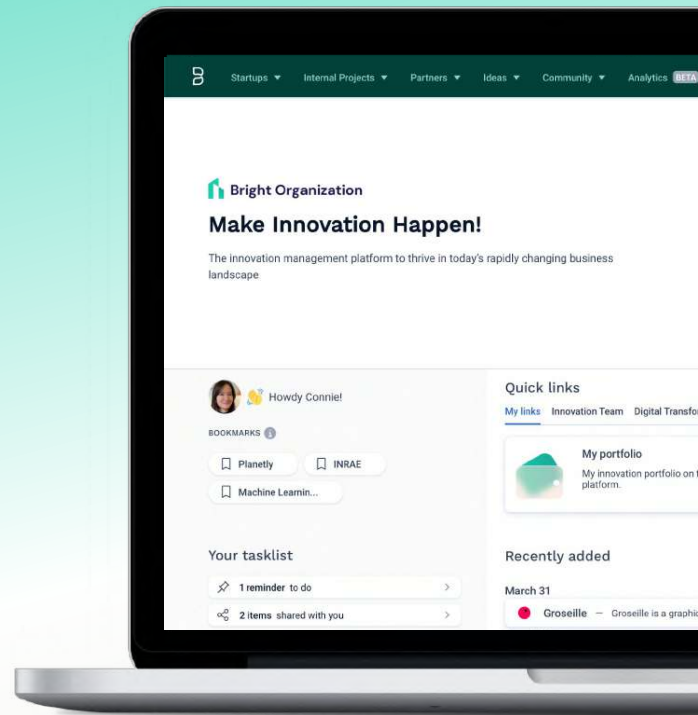 Startups Internal Projects Partners Ideas Community Analytics BETA
Bright Organization
Make Innovation Happen!
The innovation management platform to thrive in today's rapidly changing business
landscape
Howdy Connie!
BOOKMARKS
Planetly INRAE
Machine Learnin...
Your tasklist
1 reminder to do
2 items shared with you
Quick links
My links Innovation Team Digital Transfo
My portfolio
My innovation portfolio on
platform.
Recently added
March 31
Groseille — Groseille is a graphic